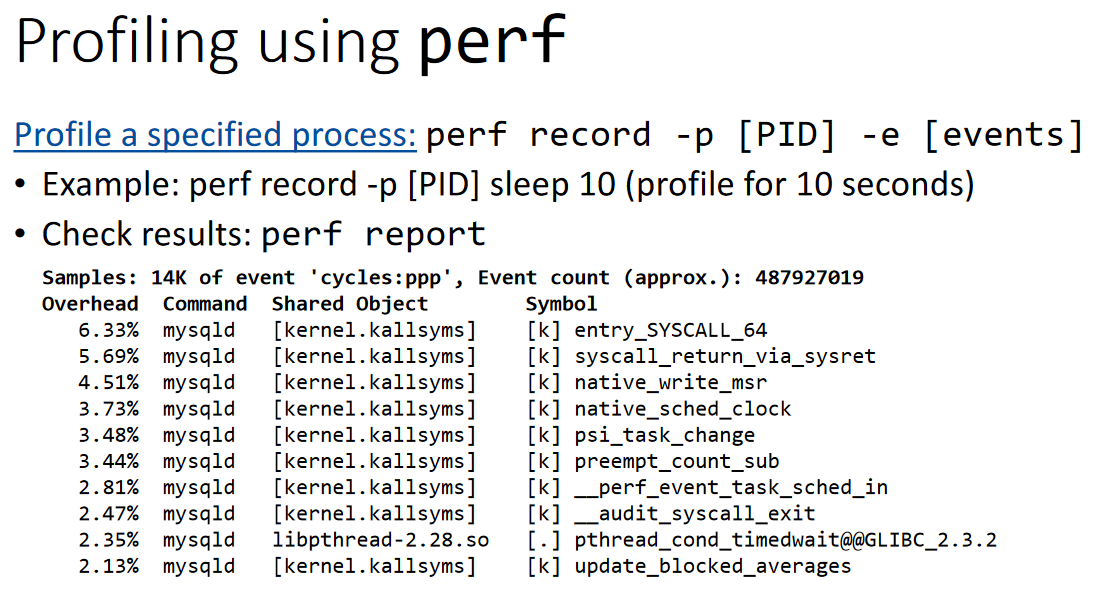 Profiling using perf
Profile a specified process: perf record -p [PID] -e [events]
• Example: perf record -p [PID] sleep 10 (profile for 10 seconds)
• Check results: perf report
Samples: 14K of event 'cycles:ppp', Event count (approx.): 487927019
Overhead  Command  Shared Object        Symbol
   6.33%  mysqld   [kernel.kallsyms]    [k] entry_SYSCALL_64
   5.69%  mysqld   [kernel.kallsyms]    [k] syscall_return_via_sysret
   4.51%  mysqld   [kernel.kallsyms]    [k] native_write_msr
   3.73%  mysqld   [kernel.kallsyms]    [k] native_sched_clock
   3.48%  mysqld   [kernel.kallsyms]    [k] psi_task_change
   3.44%  mysqld   [kernel.kallsyms]    [k] preempt_count_sub
   2.81%  mysqld   [kernel.kallsyms]    [k] __perf_event_task_sched_in
   2.47%  mysqld   [kernel.kallsyms]    [k] __audit_syscall_exit
   2.35%  mysqld   libpthread-2.28.so   [.] pthread_cond_timedwait@@GLIBC_2.3.2
   2.13%  mysqld   [kernel.kallsyms]    [k] update_blocked_averages